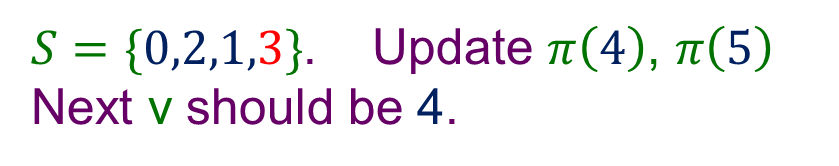 S = {0,2,1,3}. Update π(4), π(5)
Next v should be 4.